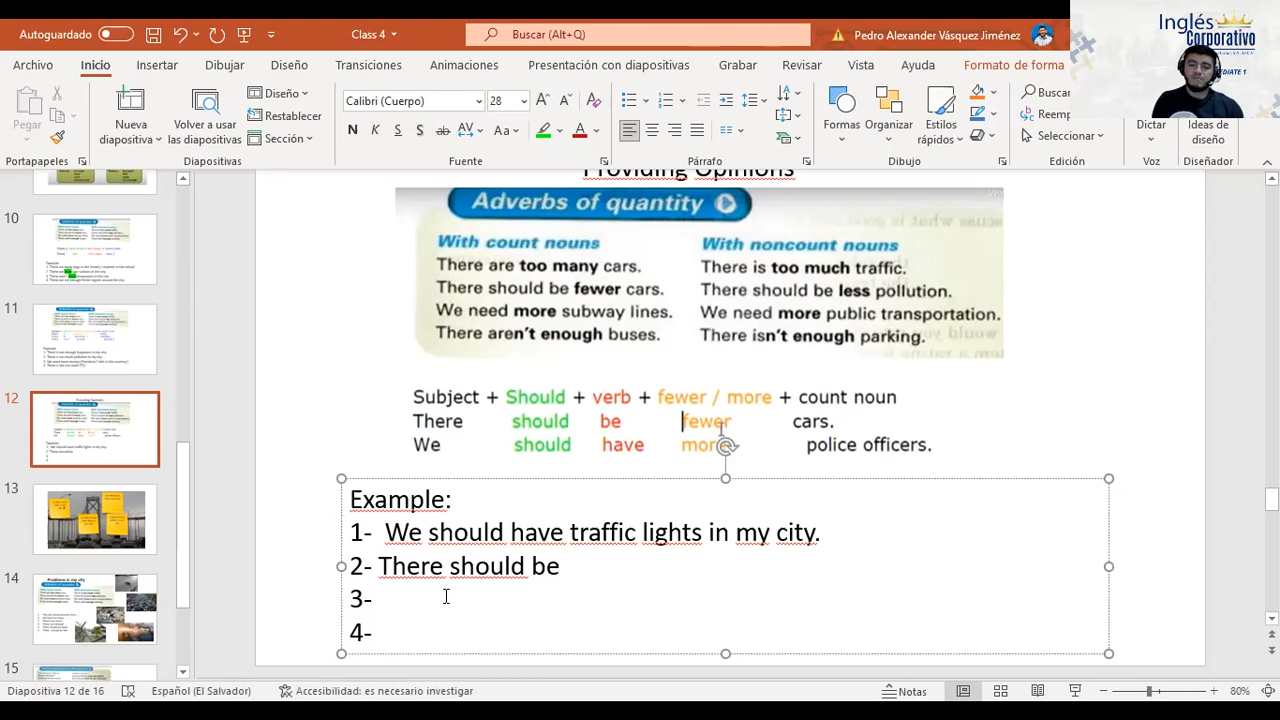 Autoguardado
Class 4
Buscar (Alt+Q)
Pedro Alexander Vásquez Jiménez
Inglés
Corporativo
Archivo
Inicio
Insertar
Dibujar
Diseño
Transiciones
Animaciones
sentación con diapositivas
Grabar
Revisar
Vista
Ayuda
Formato de forma
Pegar
Nueva
diapositiva
Volver a usar
las diapositivas
Diseño
Restablecer
Sección
Calibri (Cuerpo)
28
N K S S ab AV Aa
Formas
Organizar
Estilos
rápidos
Buscar
Reemp
Seleccionar
Dictar
Ideas de
diseño
Portapapeles
Diapositivas
Fuente
Párrafo
Dibujo
Edición
Voz
Diseñador
10
11
12
13
14
15
Providing Opinions
Adverbs of quantity
With count nouns
There are too many cars.
There should be fewer cars.
We need more subway lines.
There aren't enough buses.
With noncount nouns
There is too much traffic.
There should be less pollution.
We need more public transportation.
There isn't enough parking.
Subject + Should + verb + fewer / more + count noun
There should be fewer cars.
We should have more police officers.
Example:
1- We should have traffic lights in my city.
2- There should be
3-
4-
Diapositiva 12 de 16
Español (El Salvador)
Accesibilidad: es necesario investigar
Notas
80%